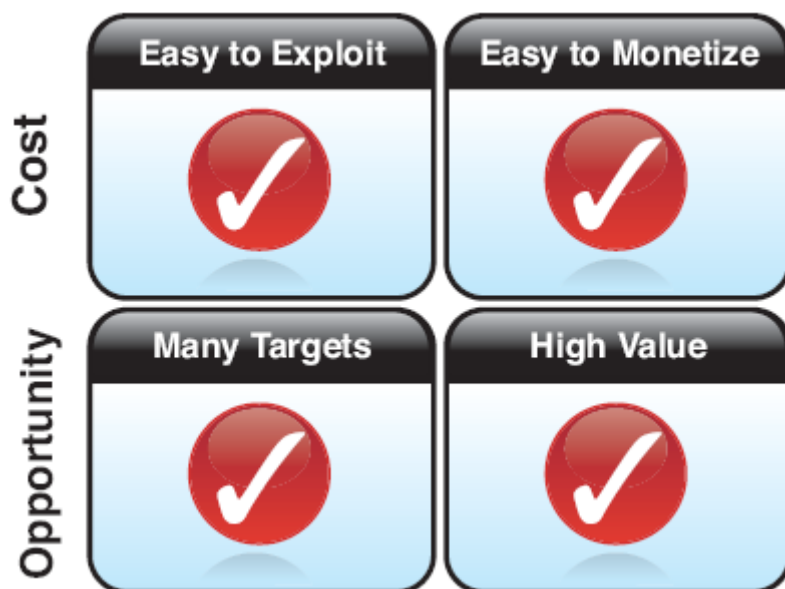 Cost
Easy to Exploit
Easy to Monetize
Opportunity
Many Targets
High Value